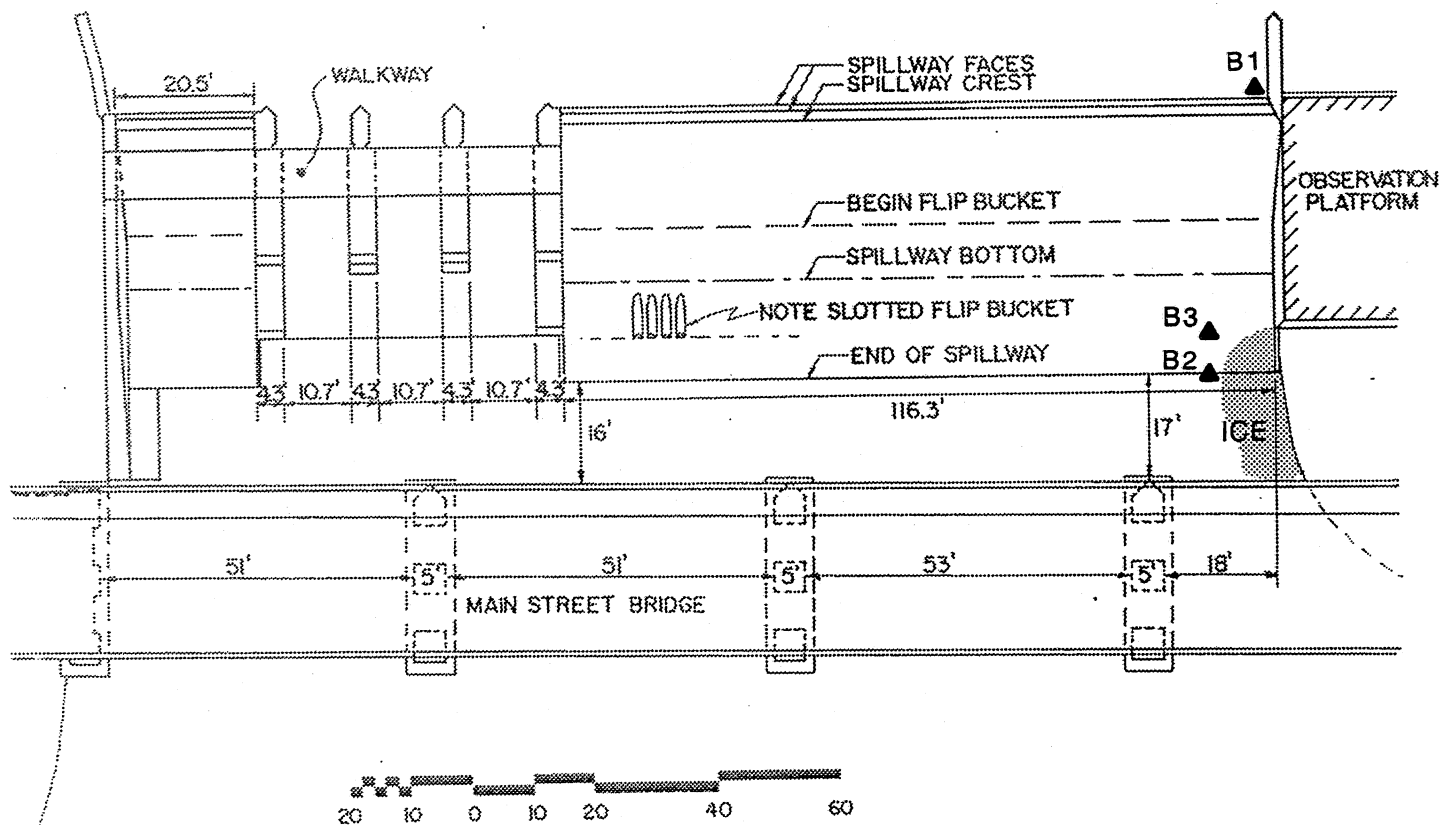 B1
SPILLWAY FACES
SPILLWAY CREST
WALKWAY
20.5'
OBSERVATION
PLATFORM
BEGIN FLIP BUCKET
SPILLWAY BOTTOM
NOTE SLOTTED FLIP BUCKET
B3
END OF SPILLWAY
B2
4.3' 10.7' 4.3' 10.7' 4.3' 10.7' 4.3'
116.3'
16'
17'
ICE
51' 5' 51' 5' 53' 5' 18'
MAIN STREET BRIDGE
20 10 0 10 20 40 60